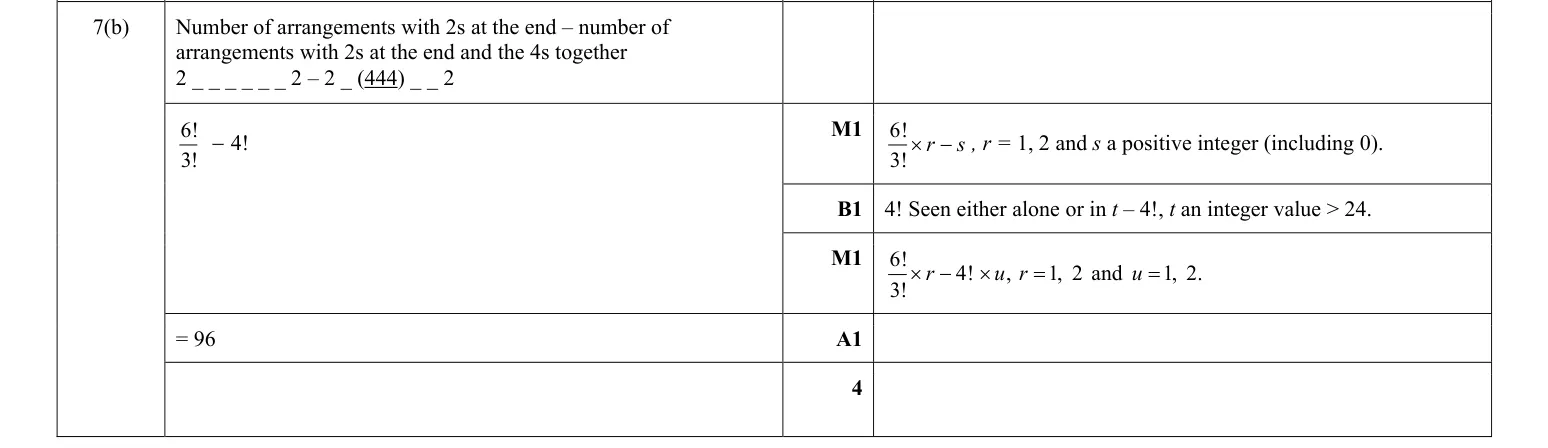 7(b) Number of arrangements with 2s at the end – number of
arrangements with 2s at the end and the 4s together
2 _ _ _ _ _ _ 2 – 2 _ (444) _ _ 2
6!/3! − 4! M1 6!/3! × r − s , r = 1, 2 and s a positive integer (including 0).
B1 4! Seen either alone or in t – 4!, t an integer value > 24.
M1 6!/3! × r − 4! × u, r = 1, 2 and u = 1, 2.
= 96 A1
4